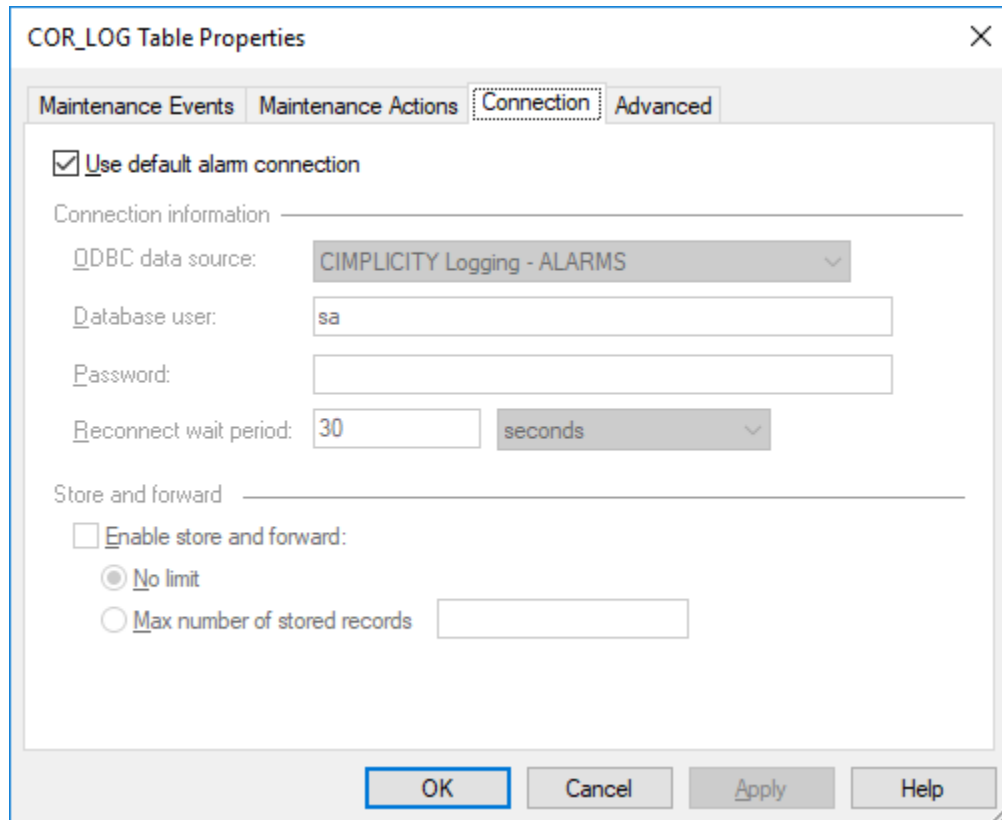 COR_LOG Table Properties
Maintenance Events Maintenance Actions Connection Advanced
Use default alarm connection
Connection information
ODBC data source: CIMPLICITY Logging - ALARMS
Database user: sa
Password:
Reconnect wait period: 30 seconds
Store and forward
Enable store and forward:
No limit
Max number of stored records
OK Cancel Apply Help